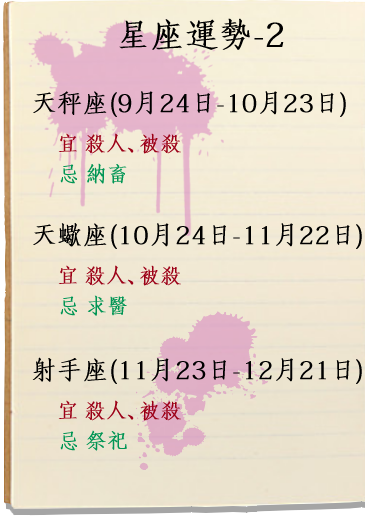 星座運勢-2
天秤座(9月24日-10月23日)
宜 殺人、被殺
忌 納畜
天蠍座(10月24日-11月22日)
宜 殺人、被殺
忌 求醫
射手座(11月23日-12月21日)
宜 殺人、被殺
忌 祭祀